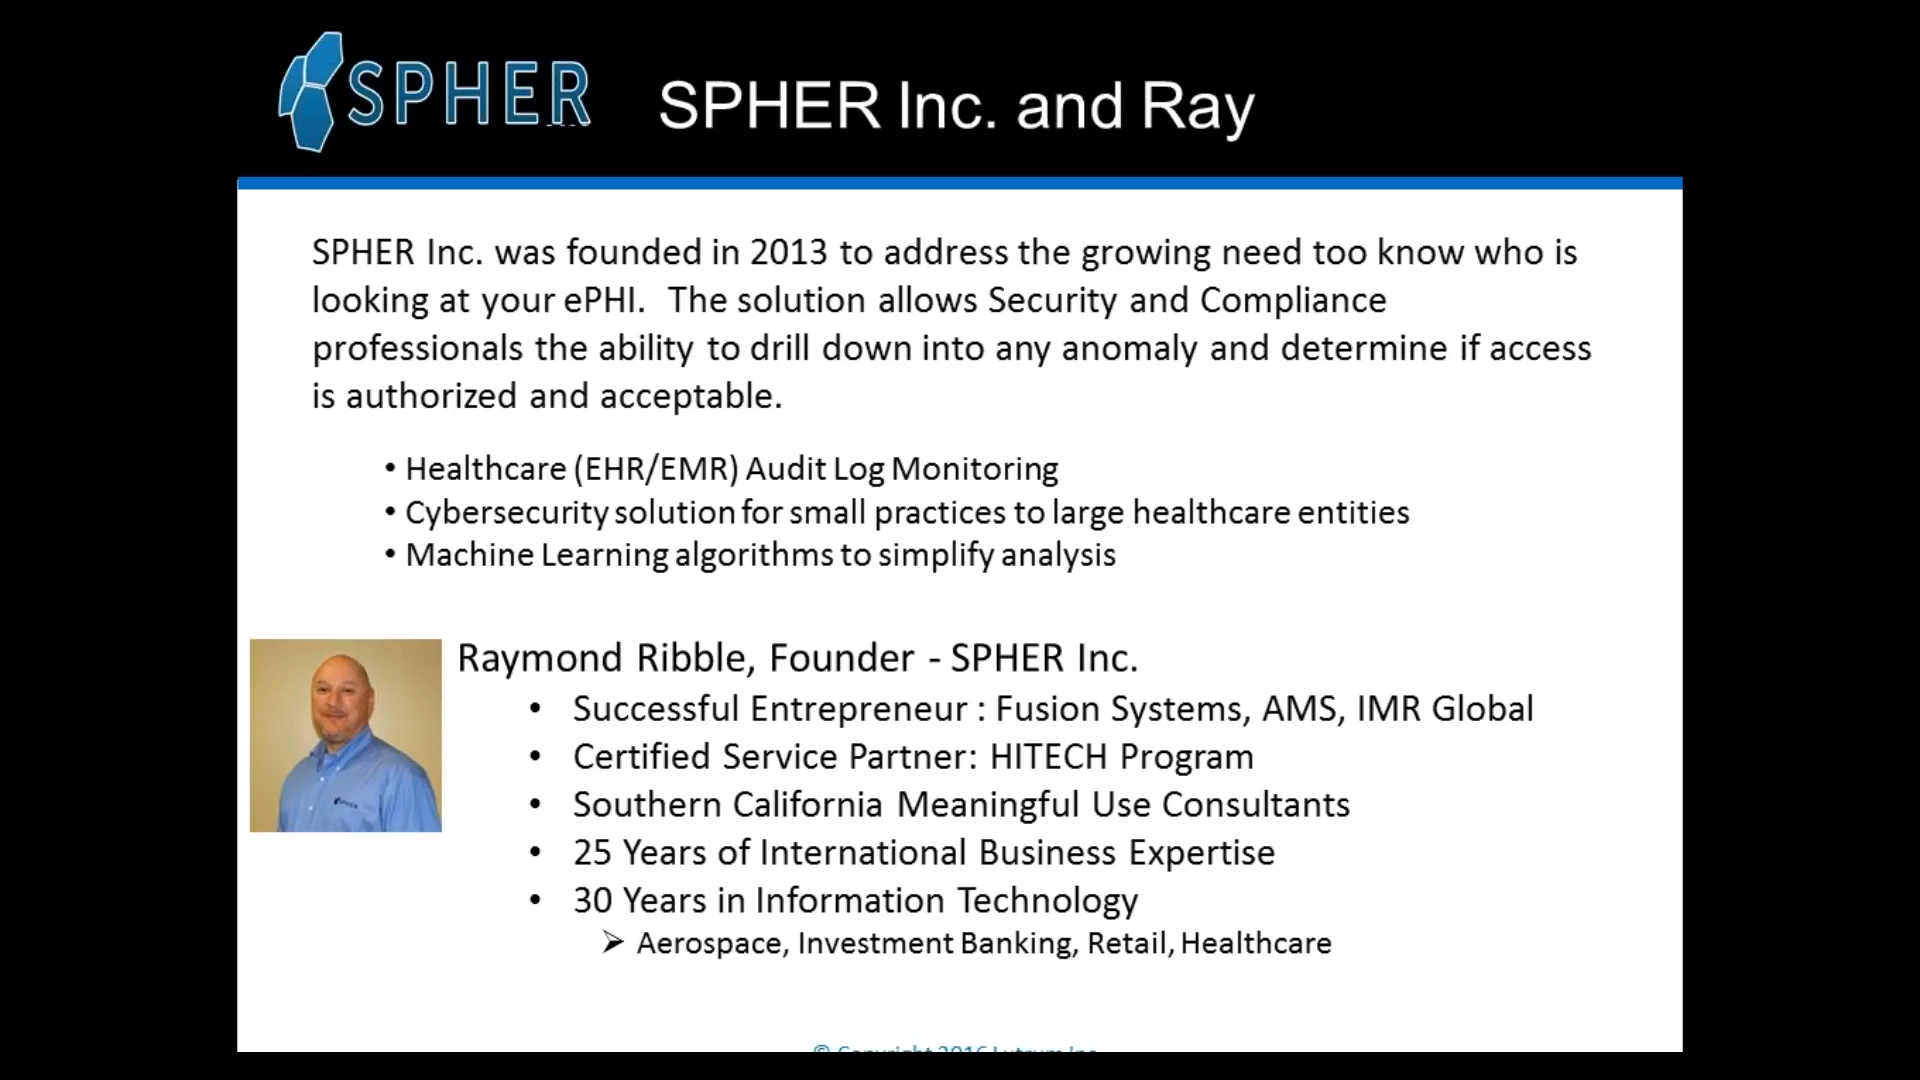 SPHER
SPHER Inc. and Ray
SPHER Inc. was founded in 2013 to address the growing need too know who is
looking at your ePHI.  The solution allows Security and Compliance
professionals the ability to drill down into any anomaly and determine if access
is authorized and acceptable.
• Healthcare (EHR/EMR) Audit Log Monitoring
• Cybersecurity solution for small practices to large healthcare entities
• Machine Learning algorithms to simplify analysis
Raymond Ribble, Founder - SPHER Inc.
• Successful Entrepreneur : Fusion Systems, AMS, IMR Global
• Certified Service Partner: HITECH Program
• Southern California Meaningful Use Consultants
• 25 Years of International Business Expertise
• 30 Years in Information Technology
➢ Aerospace, Investment Banking, Retail, Healthcare
SPHER
© Copyright 2016 Lutrum Inc.